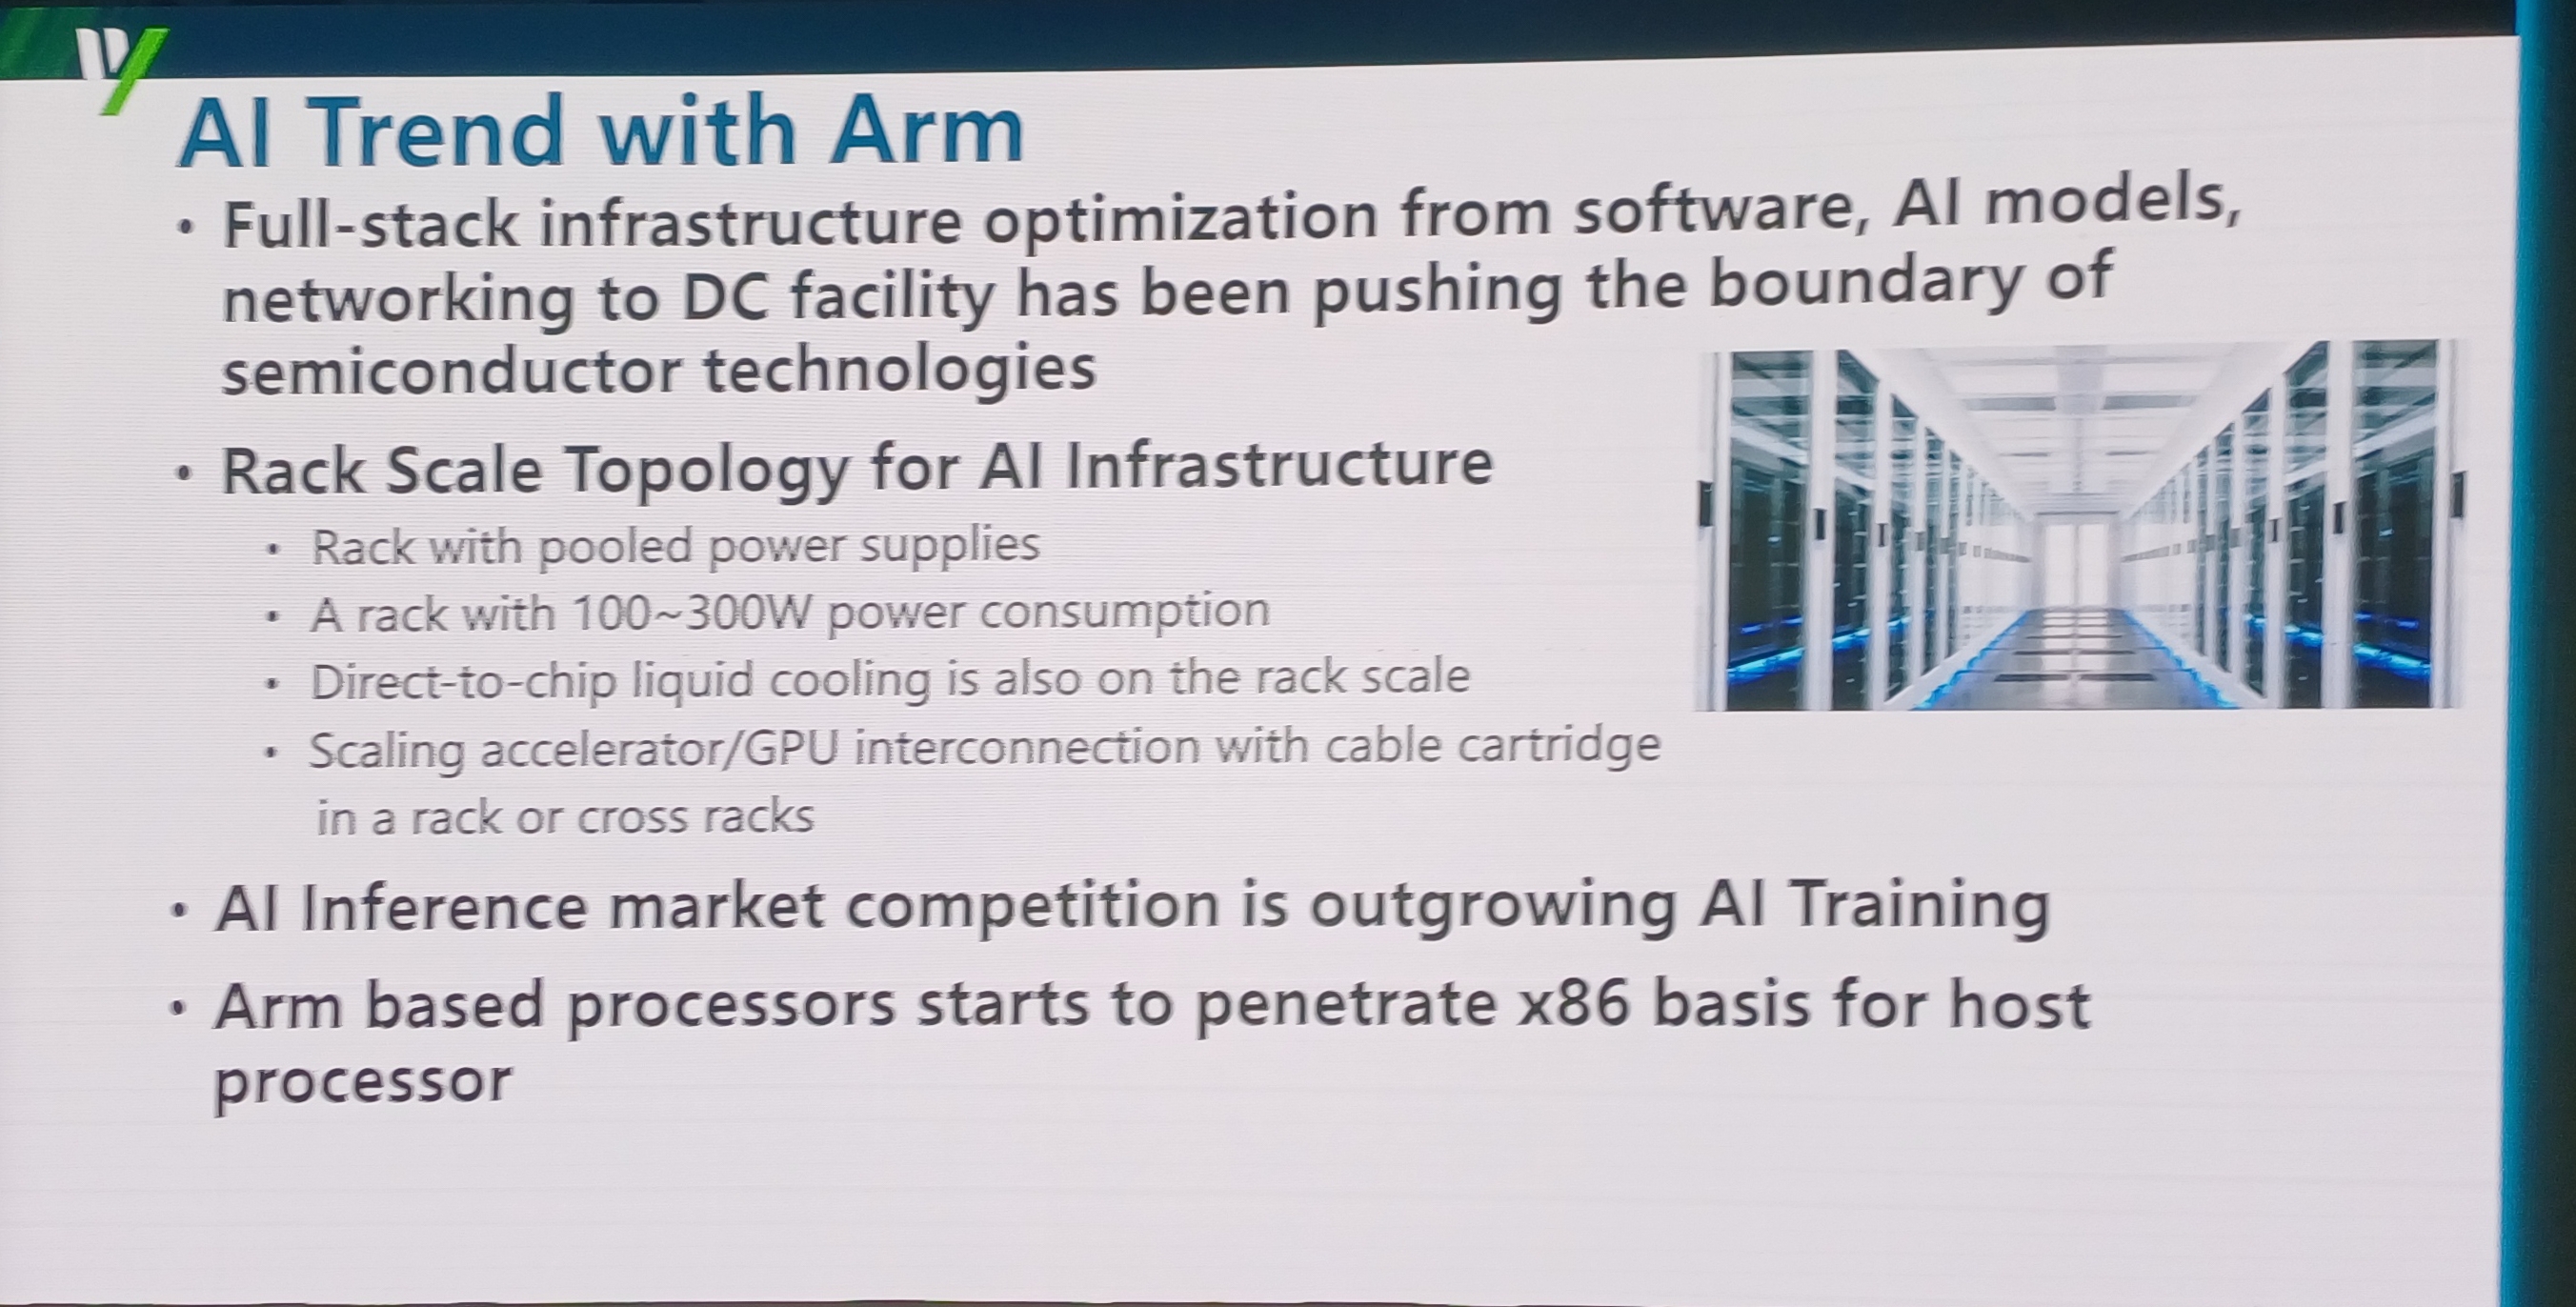 AI Trend with Arm
• Full-stack infrastructure optimization from software, AI models,
networking to DC facility has been pushing the boundary of
semiconductor technologies
• Rack Scale Topology for AI Infrastructure
• Rack with pooled power supplies
• A rack with 100~300W power consumption
• Direct-to-chip liquid cooling is also on the rack scale
• Scaling accelerator/GPU interconnection with cable cartridge
in a rack or cross racks
• AI Inference market competition is outgrowing AI Training
• Arm based processors starts to penetrate x86 basis for host
processor